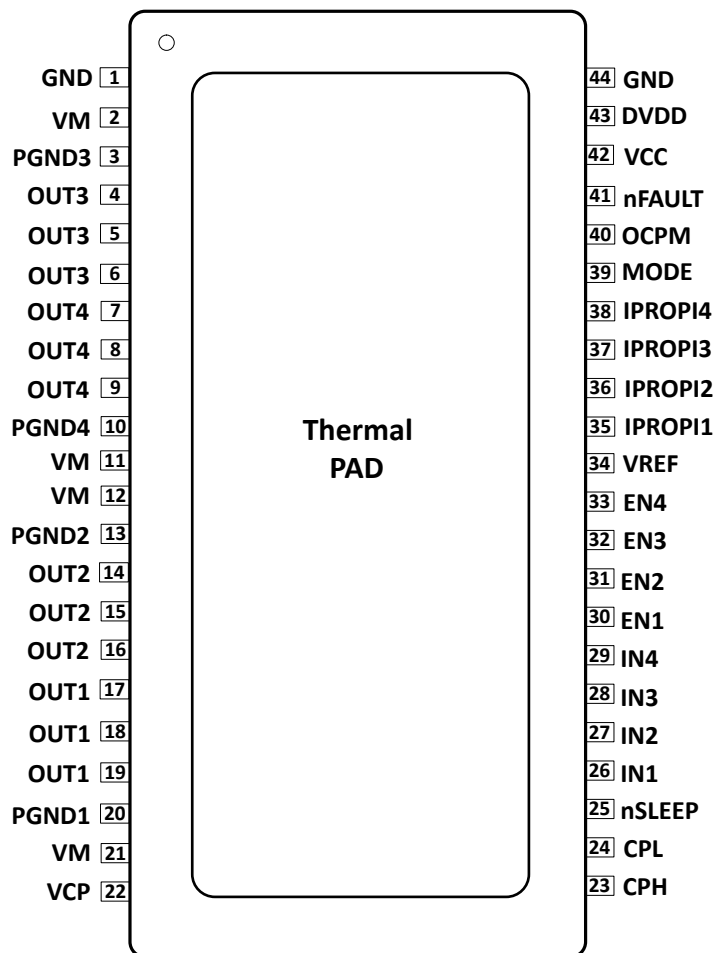 GND 1
VM 2
PGND3 3
OUT3 4
OUT3 5
OUT3 6
OUT4 7
OUT4 8
OUT4 9
PGND4 10
VM 11
VM 12
PGND2 13
OUT2 14
OUT2 15
OUT2 16
OUT1 17
OUT1 18
OUT1 19
PGND1 20
VM 21
VCP 22
Thermal
PAD
44 GND
43 DVDD
42 VCC
41 nFAULT
40 OCPM
39 MODE
38 IPROPI4
37 IPROPI3
36 IPROPI2
35 IPROPI1
34 VREF
33 EN4
32 EN3
31 EN2
30 EN1
29 IN4
28 IN3
27 IN2
26 IN1
25 nSLEEP
24 CPL
23 CPH